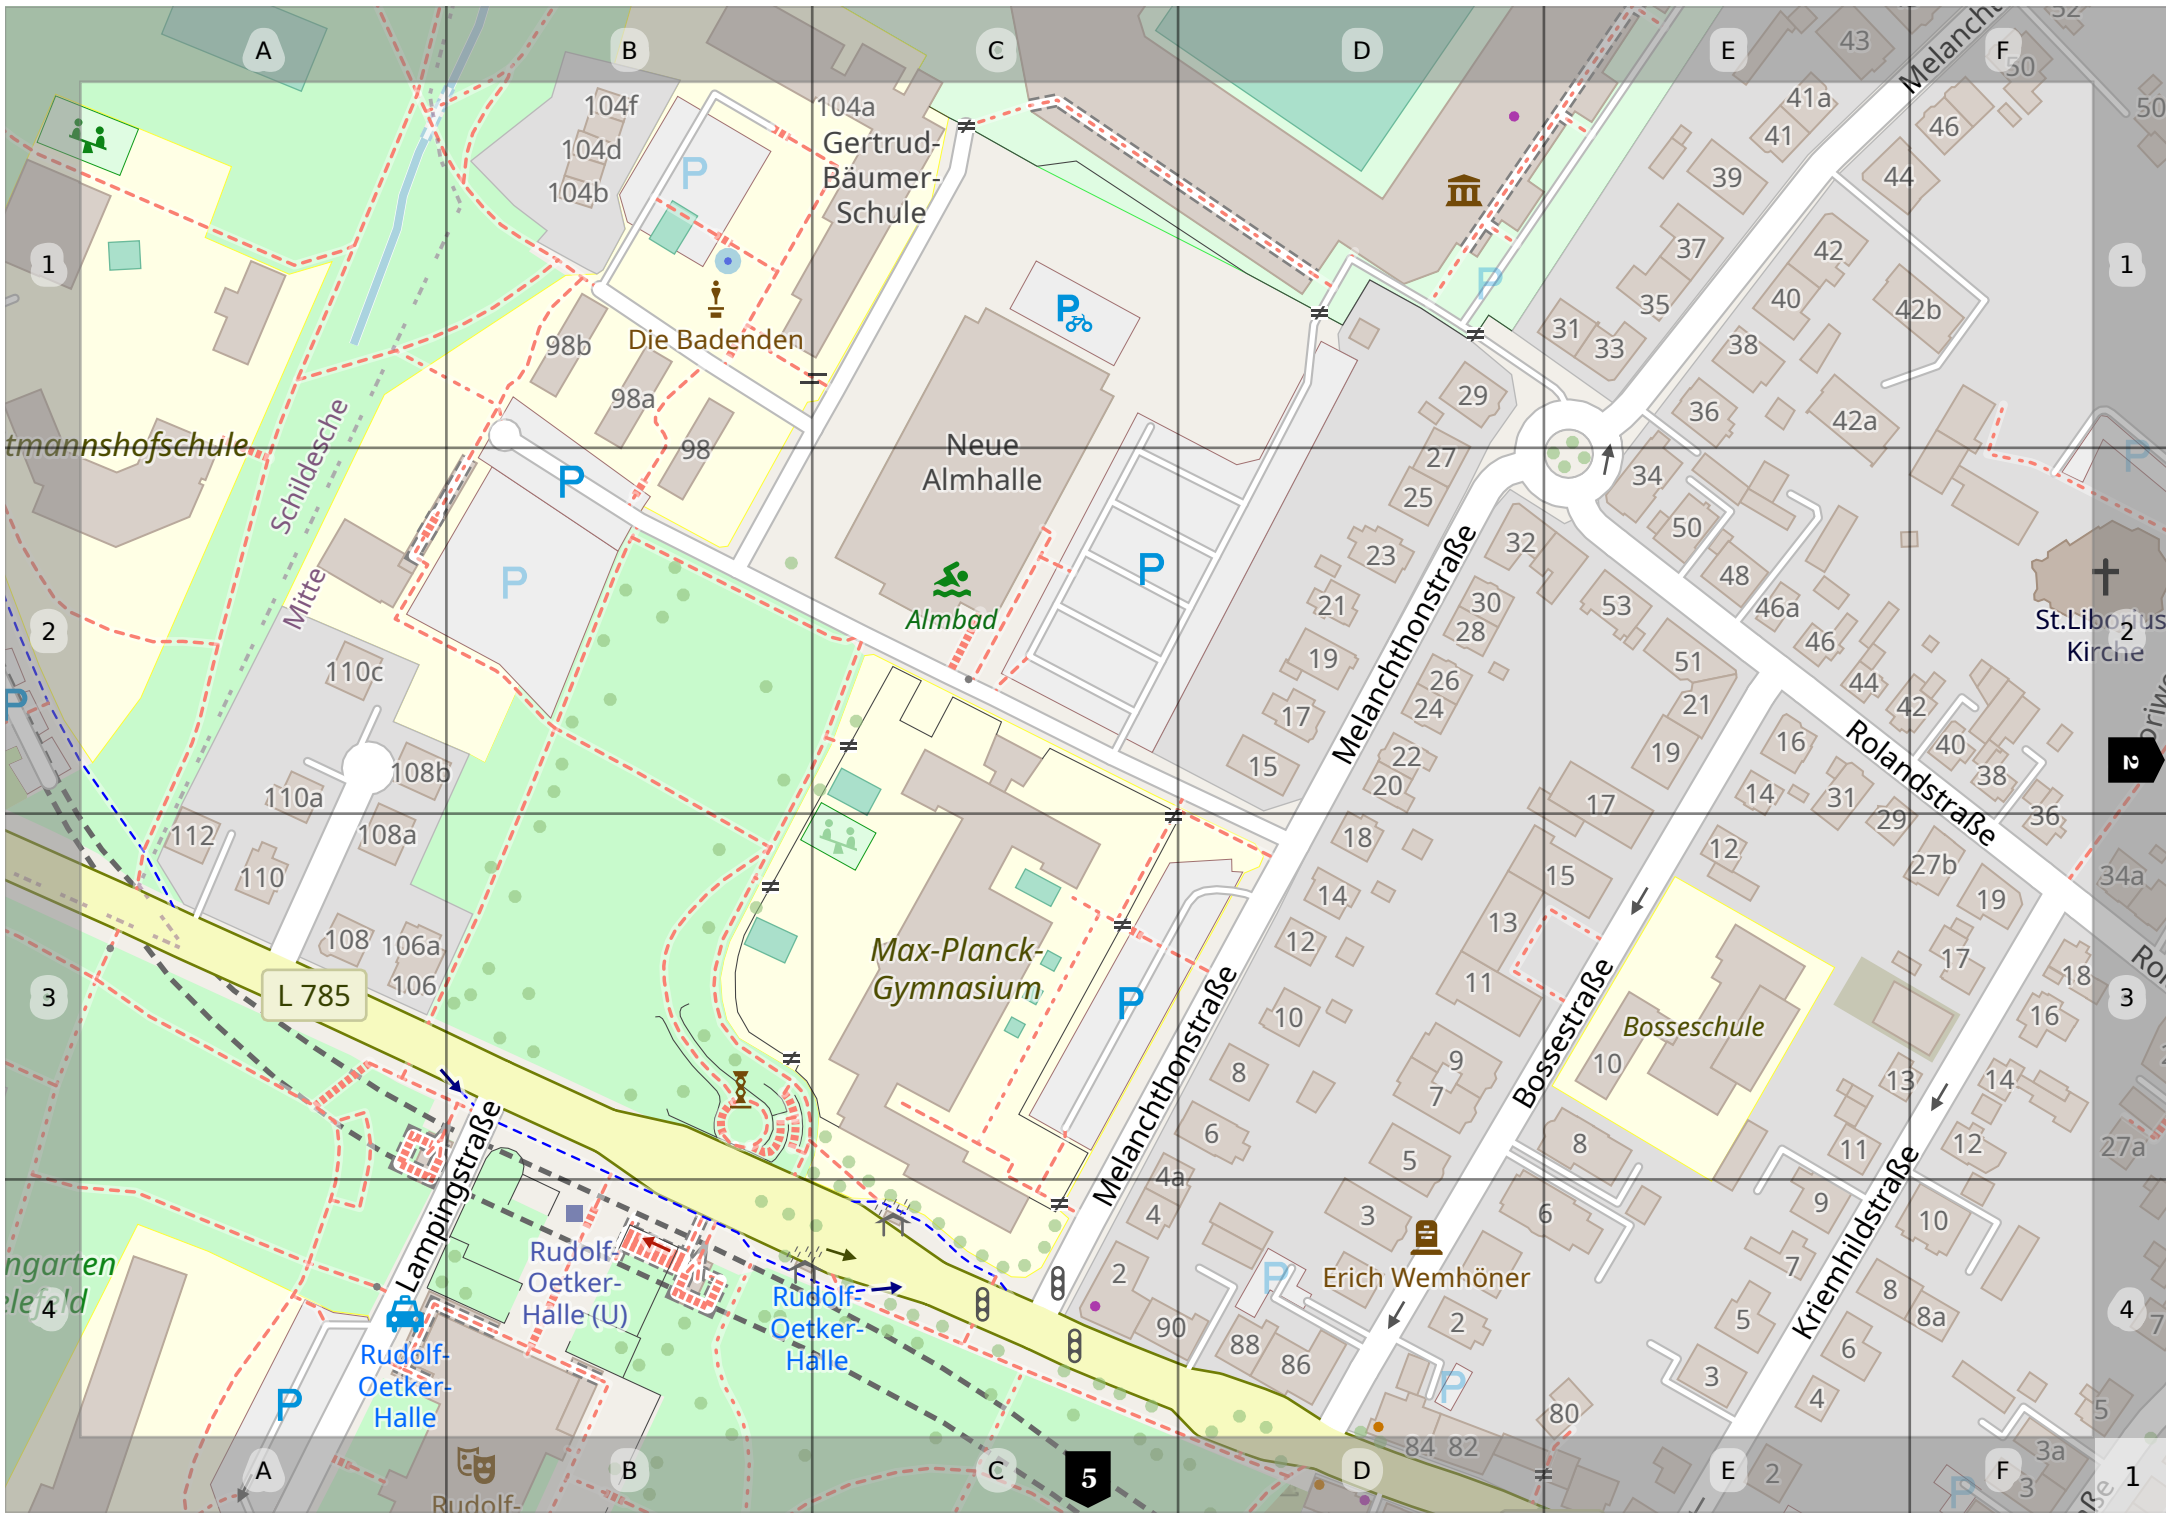 A
B
C
D
E
F
Melancht
52
43
50
50
104f
104a
41a
46
104d
Gertrud-
Bäumer-
Schule
P
41
39
44
104b
37
42
1
1
P
P
35
40
42b
31
33
38
Die Badenden
98b
98a
98
29
36
42a
tmannshofschule
Schildesche
Mitte
Neue
Almhalle
Almbad
27
25
34
P
P
P
P
50
23
32
48
21
30
28
53
46a
46
St.Liborius
Kirche
2
2
110c
19
26
24
51
44
21
42
17
Melanchthonstraße
22
20
19
16
40
38
Rolandstraße
P
108b
110a
15
17
14
31
29
36
2
112
108a
18
12
27b
34a
110
14
15
19
108
106a
106
12
13
17
18
L 785
Max-Planck-
Gymnasium
P
3
3
11
10
Bossestraße
Bosseschule
10
16
8
9
7
13
14
Lampingstraße
Melanchthonstraße
6
4a
5
8
11
12
27a
Kriemhildstraße
4
3
6
9
10
ngarten
elefeld
Rudolf-
Oetker-
Halle (U)
Rudolf-
Oetker-
Halle
2
P
Erich Wemhöner
7
8
8a
4
4
90
88
86
2
5
6
7
Rudolf-
Oetker-
Halle
P
P
3
4
80
5
84
82
A
B
C
D
E
F
5
2
3a
3
P
1
Rudolf-